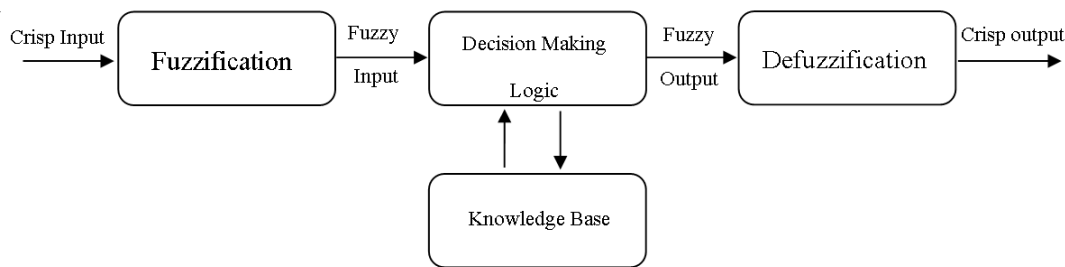 Crisp Input
Fuzzification
Fuzzy
Input
Decision Making
Logic
Fuzzy
Output
Defuzzification
Crisp output
Knowledge Base